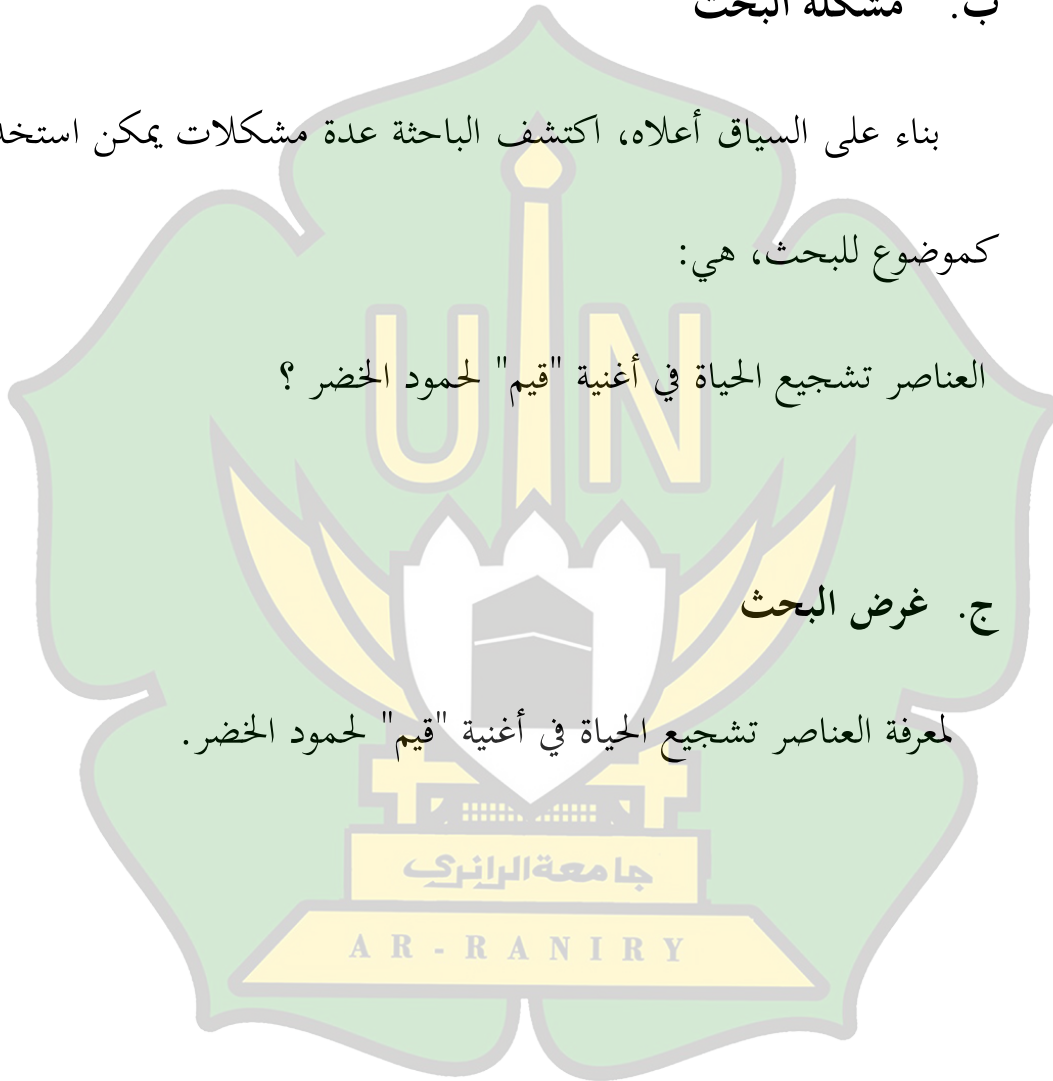 ب. مشكلة البحث
بناء على السياق أعلاه، اكتشف الباحثة عدة مشكلات يمكن
كموضوع للبحث، هي:
العناصر تشجيع الحياة في أغنية "قيم" لحمود الخضر ؟
ج. غرض البحث
لمعرفة العناصر تشجيع الحياة في أغنية "قيم" لحمود الخضر.
UIN
جامعة الرانري
AR-RANIRY